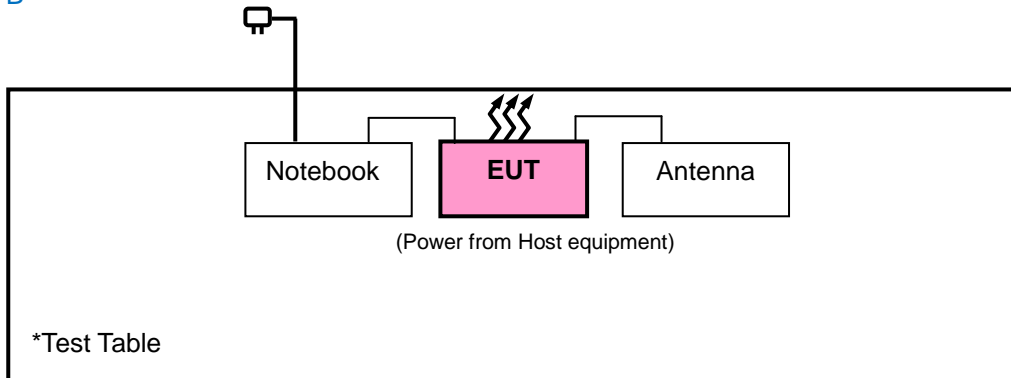 Notebook
EUT
Antenna
(Power from Host equipment)
*Test Table